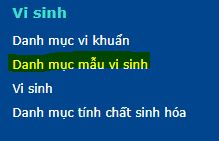 Vi sinh
Danh mục vi khuẩn
Danh mục mẫu vi sinh
Vi sinh
Danh mục tính chất sinh hóa